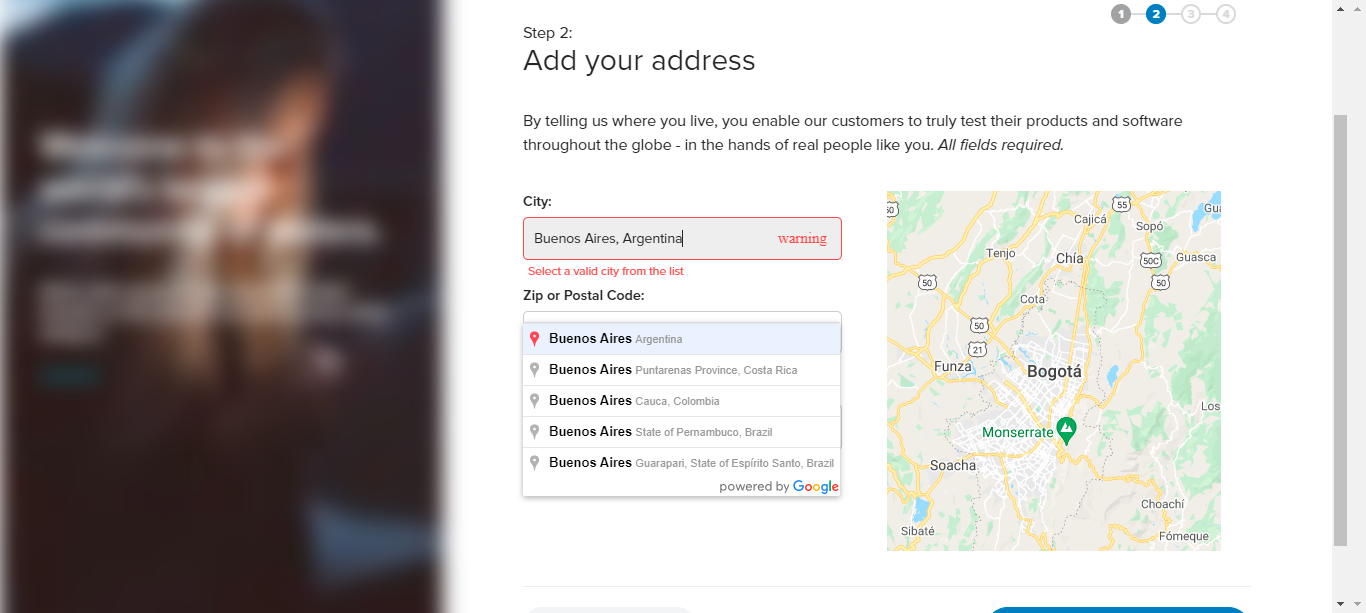 1 2 3 4
Step 2:
Add your address
By telling us where you live, you enable our customers to truly test their products and software
throughout the globe - in the hands of real people like you. All fields required.
City:
Buenos Aires, Argentina warning
Select a valid city from the list
Zip or Postal Code:
Buenos Aires Argentina
Buenos Aires Puntarenas Province, Costa Rica
Buenos Aires Cauca, Colombia
Buenos Aires State of Pernambuco, Brazil
Buenos Aires Guarapari, State of Espírito Santo, Brazil
powered by Google
50
55
Gua
Cajicá
Sopó
Tenjo
Chía
50C
Guasca
50
50
Cota
50
21
Funza
Bogotá
Los
Monserrate
Soacha
Choachí
Sibaté
Fómeque